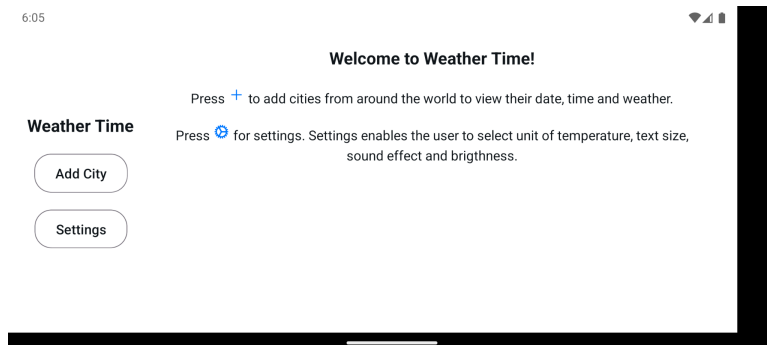 6:05
Welcome to Weather Time!
Press + to add cities from around the world to view their date, time and weather.
Weather Time
Press for settings. Settings enables the user to select unit of temperature, text size,
sound effect and brigthness.
Add City
Settings